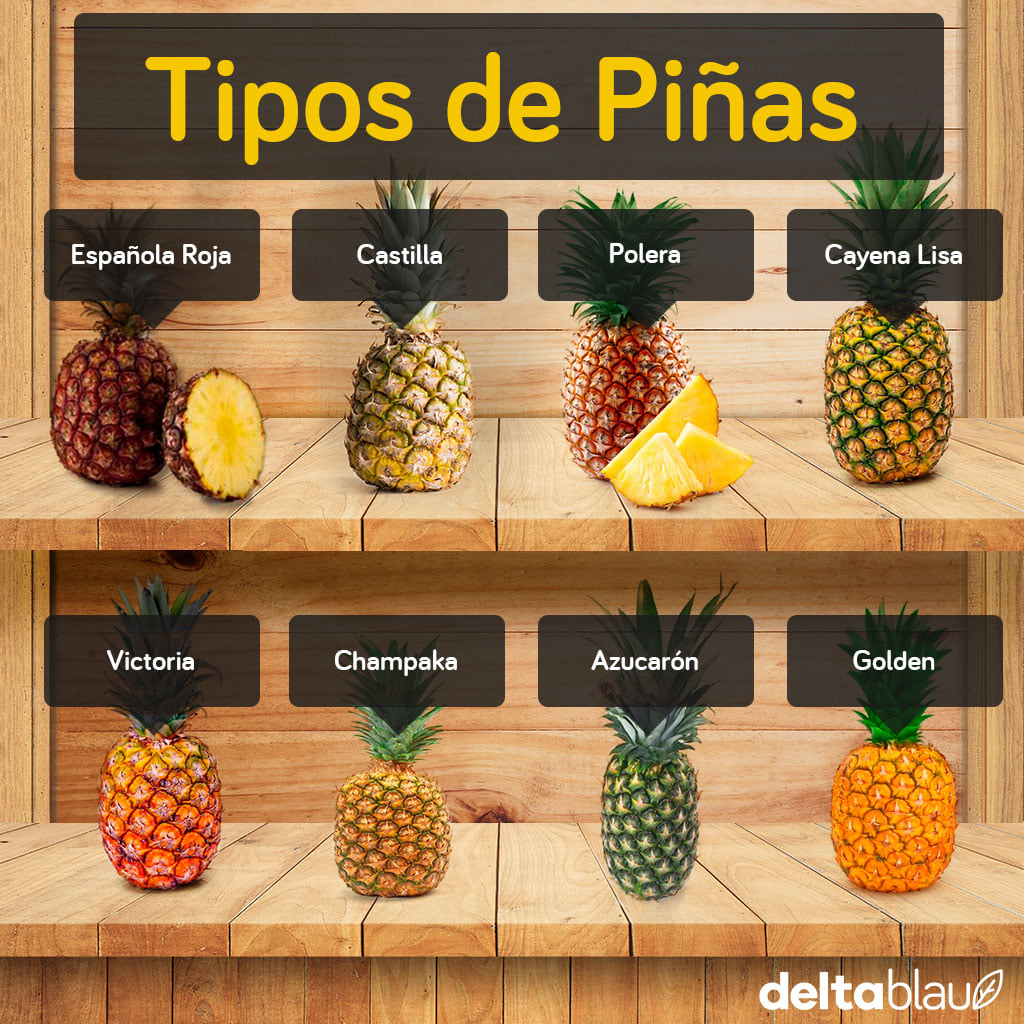 Tipos de Piñas
Española Roja
Castilla
Polera
Cayena Lisa
Victoria
Champaka
Azucarón
Golden
deltablau